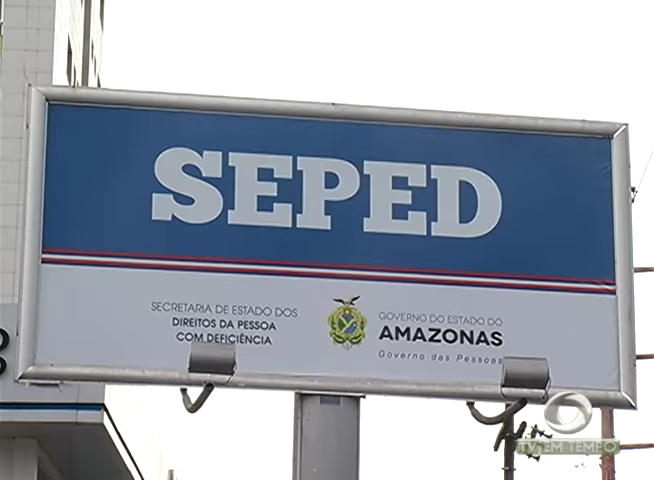 SEPED
SECRETARIA DE ESTADO DOS
DIREITOS DA PESSOA
COM DEFICIÊNCIA
GOVERNO DO ESTADO DO
AMAZONAS
Governo das Pessoas
TV EM TEMPO